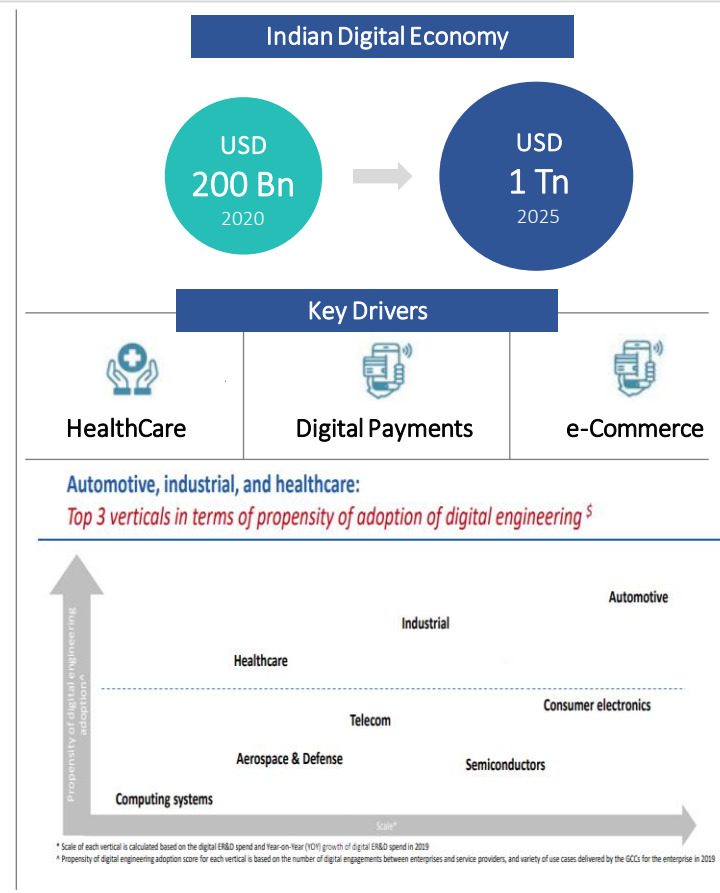 Indian Digital Economy
USD
200 Bn
2020
USD
1 Tn
2025
Key Drivers
HealthCare
Digital Payments
e-Commerce
Automotive, industrial, and healthcare:
Top 3 verticals in terms of propensity of adoption of digital engineering $
Propensity of digital engineering
adoption^
Automotive
Industrial
Healthcare
Consumer electronics
Telecom
Aerospace & Defense
Semiconductors
Computing systems
Scale*
* Scale of each vertical is calculated based on the digital ER&D spend and Year-on-Year (YOY) growth of digital ER&D spend in 2019
^ Propensity of digital engineering adoption score for each vertical is based on the number of digital engagements between enterprises and service providers, and variety of use cases delivered by the GCCs for the enterprise in 2019